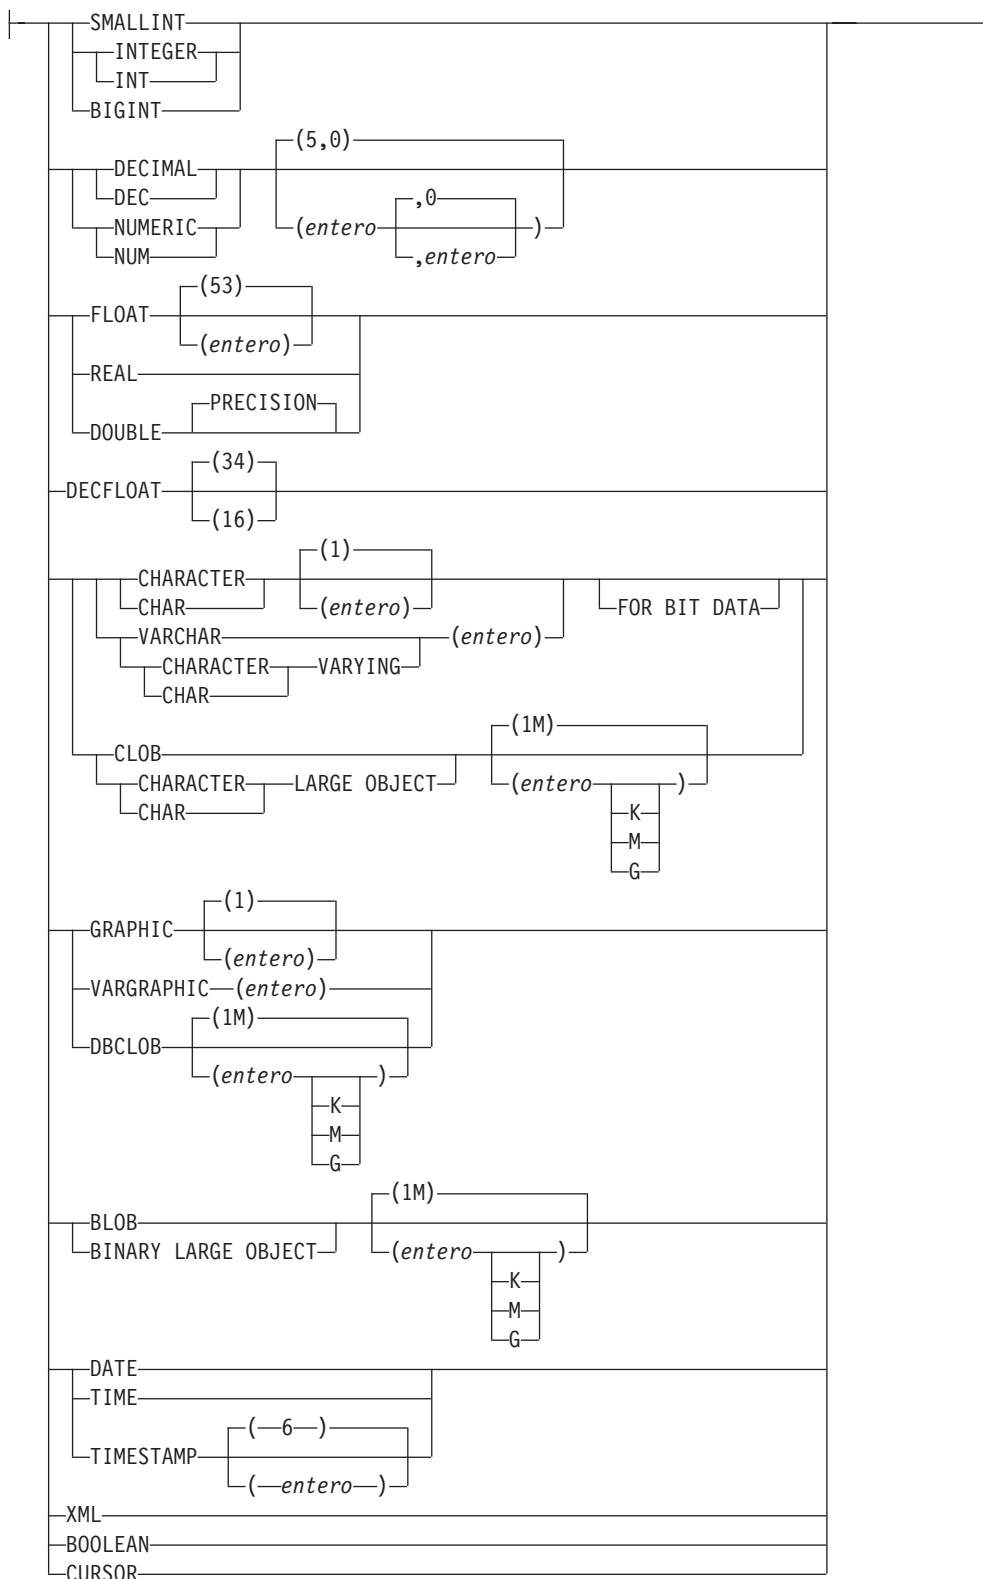 SMALLINT
INTEGER
INT
BIGINT
(5,0)
DECIMAL
DEC
,0
NUMERIC
(entero )
NUM
,entero
(53)
FLOAT
(entero)
REAL
PRECISION
DOUBLE
(34)
DECFLOAT
(16)
(1)
CHARACTER
CHAR
(entero)
FOR BIT DATA
VARCHAR
(entero)
CHARACTER VARYING
CHAR
(1M)
CLOB
CHARACTER LARGE OBJECT
(entero )
CHAR
K
M
G
(1)
GRAPHIC
(entero)
VARGRAPHIC (entero)
(1M)
DBCLOB
(entero )
K
M
G
(1M)
BLOB
BINARY LARGE OBJECT
(entero )
K
M
G
DATE
TIME
( 6 )
TIMESTAMP
( entero )
XML
BOOLEAN
CURSOR